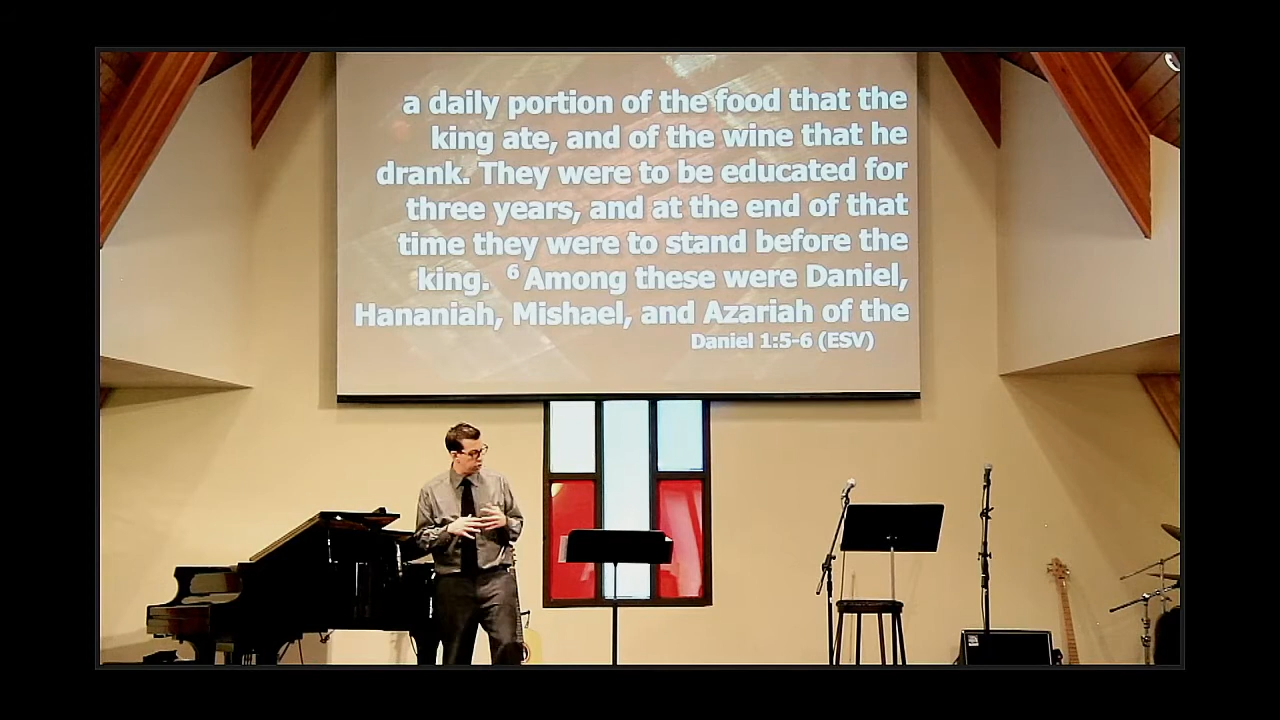 a daily portion of the food that the
king ate, and of the wine that he
drank. They were to be educated for
three years, and at the end of that
time they were to stand before the
king. 6 Among these were Daniel,
Hananiah, Mishael, and Azariah of the
Daniel 1:5-6 (ESV)